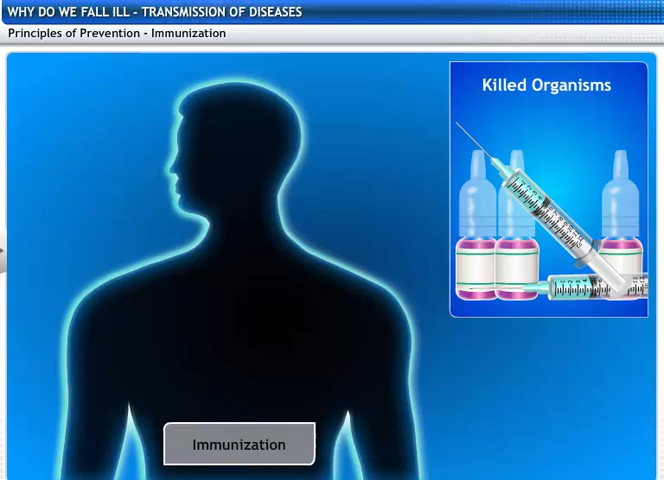 WHY DO WE FALL ILL - TRANSMISSION OF DISEASES
Principles of Prevention - Immunization
Killed Organisms
Immunization